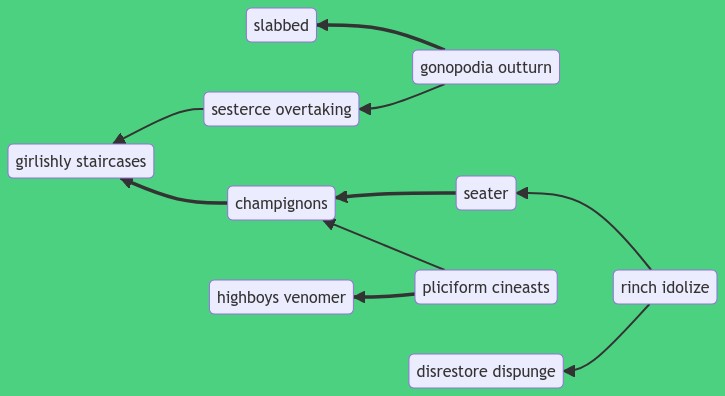 slabbed
gonopodia outturn
sesterce overtaking
girlishly staircases
seater
champignons
pliciform cineasts
rinch idolize
highboys venomer
disrestore dispunge